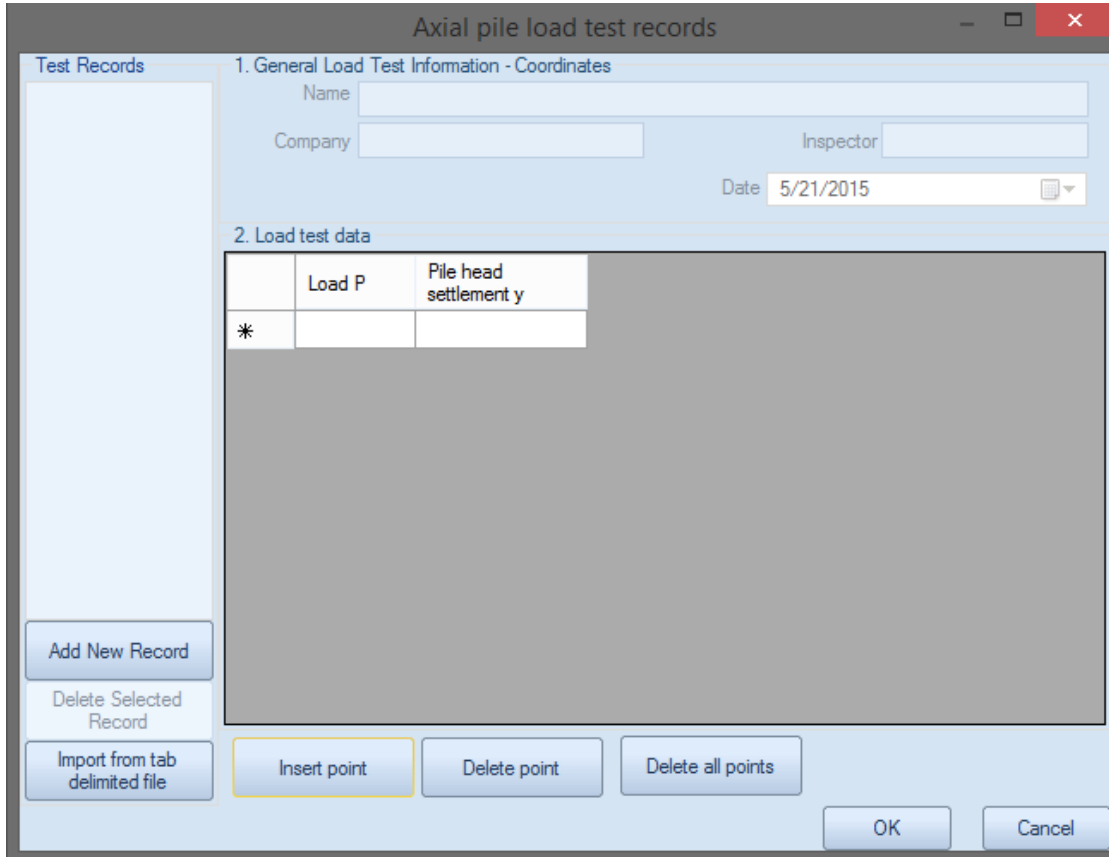 Axial pile load test records
Test Records
1. General Load Test Information - Coordinates
Name
Company
Inspector
Date 5/21/2015
2. Load test data
Load P
Pile head
settlement y
*
Add New Record
Delete Selected
Record
Import from tab
delimited file
Insert point
Delete point
Delete all points
OK
Cancel